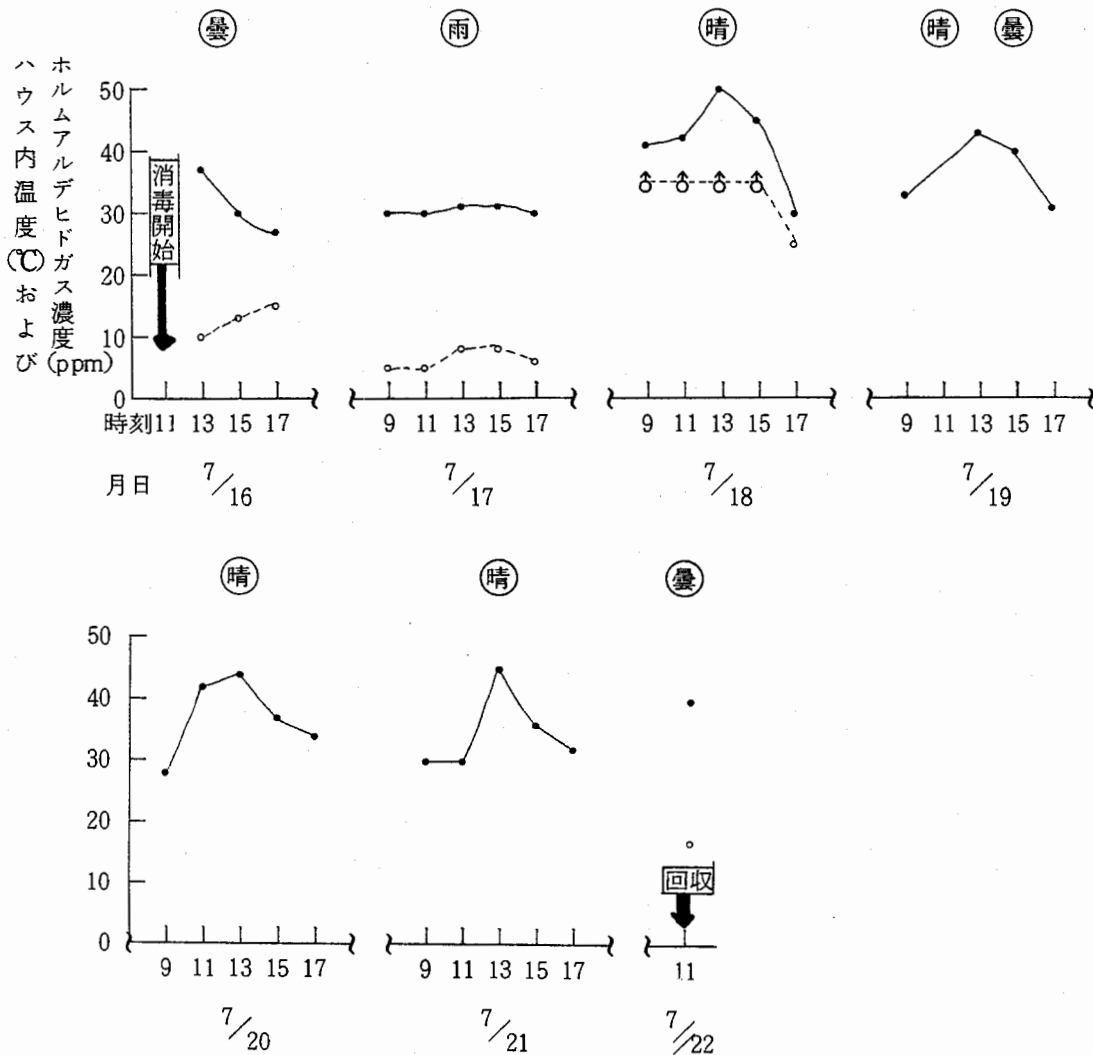 曇 雨 晴 晴 曇
ホルムアルデヒドガス濃度(ppm)
ハウス内温度(℃)および
50
40
30
20
10
0
消毒開始
時刻11 13 15 17 9 11 13 15 17 9 11 13 15 17 9 11 13 15 17
月日 7/16 7/17 7/18 7/19
晴 晴 曇
50
40
30
20
10
0
回収
9 11 13 15 17 9 11 13 15 17 11
7/20 7/21 7/22